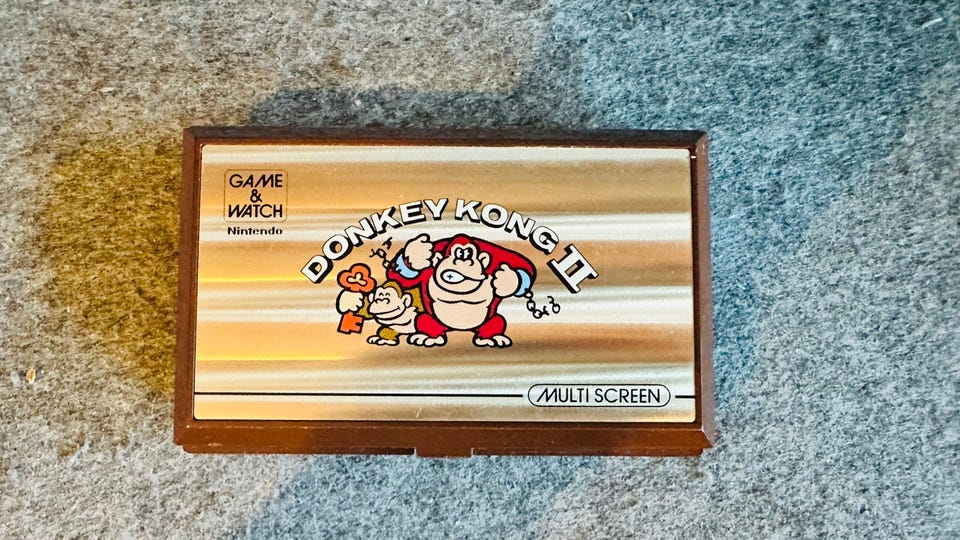 GAME
&
WATCH
Nintendo
DONKEY KONG II
MULTI SCREEN